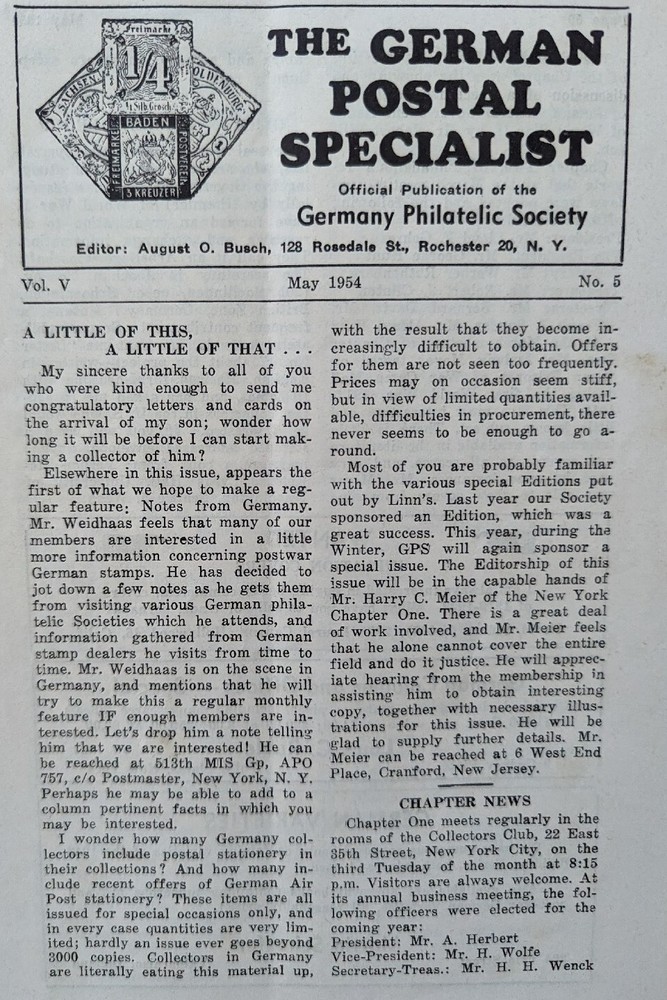 Freimarke
1/4
SACHSEN
OLDENBURG
BADEN
FREIMARKE
POSTVEREIN
3 KREUZER
THE GERMAN
POSTAL
SPECIALIST
Official Publication of the
Germany Philatelic Society
Editor: August O. Busch, 128 Rosedale St., Rochester 20, N. Y.
Vol. V May 1954 No. 5
A LITTLE OF THIS,
A LITTLE OF THAT . . .
My sincere thanks to all of you
who were kind enough to send me
congratulatory letters and cards on
the arrival of my son; wonder how
long it will be before I can start mak-
ing a collector of him?
Elsewhere in this issue, appears the
first of what we hope to make a reg-
ular feature: Notes from Germany.
Mr. Weidhaas feels that many of our
members are interested in a little
more information concerning postwar
German stamps. He has decided to
jot down a few notes as he gets them
from visiting various German phila-
telic Societies which he attends, and
information gathered from German
stamp dealers he visits from time to
time. Mr. Weidhaas is on the scene in
Germany, and mentions that he will
try to make this a regular monthly
feature IF enough members are in-
terested. Let's drop him a note telling
him that we are interested! He can
be reached at 513th MIS Gp, APO
757, c/o Postmaster, New York, N. Y.
Perhaps he may be able to add to a
column pertinent facts in which you
may be interested.
I wonder how many Germany col-
lectors include postal stationery in
their collections? And how many in-
clude recent offers of German Air
Post stationery? These items are all
issued for special occasions only, and
in every case quantities are very lim-
ited; hardly an issue ever goes beyond
3000 copies. Collectors in Germany
are literally eating this material up,
with the result that they become in-
creasingly difficult to obtain. Offers
for them are not seen too frequently.
Prices may on occasion seem stiff,
but in view of limited quantities avail-
able, difficulties in procurement, there
never seems to be enough to go a-
round.
Most of you are probably familiar
with the various special Editions put
out by Linn's. Last year our Society
sponsored an Edition, which was a
great success. This year, during the
Winter, GPS will again sponsor a
special issue. The Editorship of this
issue will be in the capable hands of
Mr. Harry C. Meier of the New York
Chapter One. There is a great deal
of work involved, and Mr. Meier feels
that he alone cannot cover the entire
field and do it justice. He will apprec-
iate hearing from the membership in
assisting him to obtain interesting
copy, together with necessary illus-
trations for this issue. He will be
glad to supply further details. Mr.
Meier can be reached at 6 West End
Place, Cranford, New Jersey.
CHAPTER NEWS
Chapter One meets regularly in the
rooms of the Collectors Club, 22 East
35th Street, New York City, on the
third Tuesday of the month at 8:15
p.m. Visitors are always welcome. At
its annual business meeting, the fol-
lowing officers were elected for the
coming year:
President: Mr. A. Herbert
Vice-President: Mr. H. Wolfe
Secretary-Treas.: Mr. H. H. Wenck